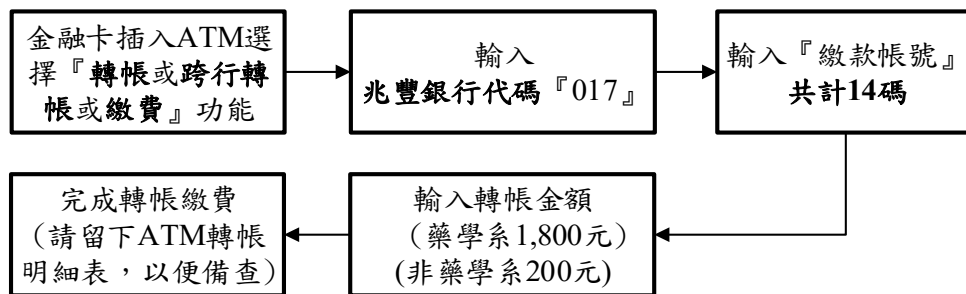 金融卡插入ATM選
擇『轉帳或跨行轉
帳或繳費』功能
輸入
兆豐銀行代碼『017』
輸入『繳款帳號』
共計14碼
輸入轉帳金額
（藥學系1,800元）
(非藥學系200元)
完成轉帳繳費
（請留下ATM轉帳
明細表，以便備查）